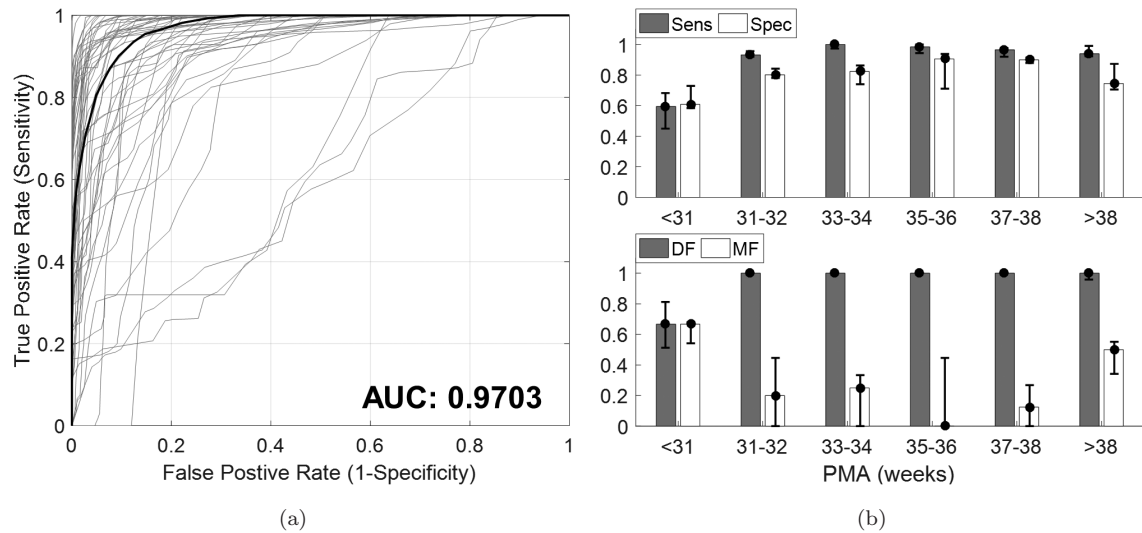 True Positive Rate (Sensitivity)
1
0.8
0.6
0.4
0.2
0
0
0.2
0.4
0.6
0.8
1
AUC: 0.9703
False Postive Rate (1-Specificity)
(a)
Sens Spec
1
0.8
0.6
0.4
0.2
0
<31 31-32 33-34 35-36 37-38 >38
DF MF
1
0.8
0.6
0.4
0.2
0
<31 31-32 33-34 35-36 37-38 >38
PMA (weeks)
(b)